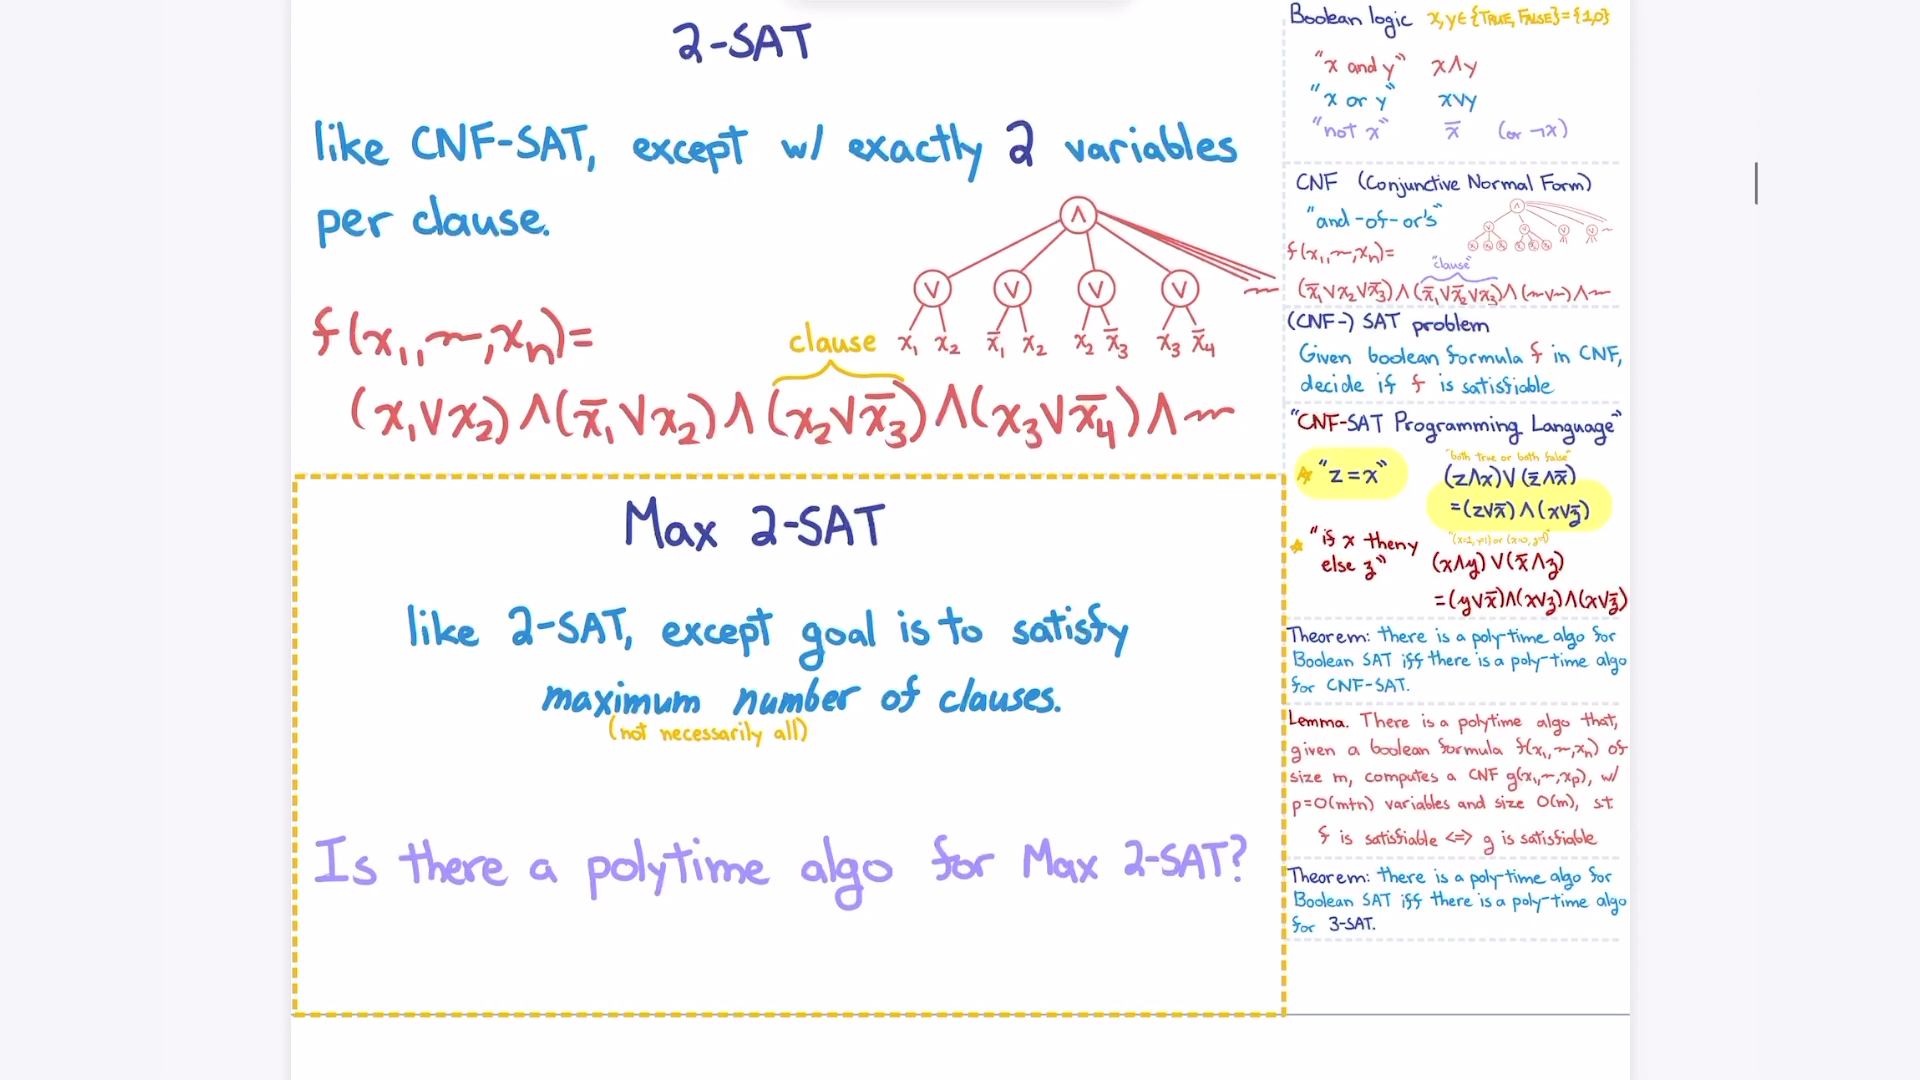 2-SAT
like CNF-SAT, except w/ exactly 2 variables
per clause.
∧
∨ ∨ ∨ ∨
x₁ x₂ x̄₁ x₂ x₂ x̄₃ x₃ x̄₄
f(x₁,~,xₙ)=
clause
(x₁∨x₂)∧(x̄₁∨x₂)∧(x₂∨x̄₃)∧(x₃∨x̄₄)∧~
Max 2-SAT
like 2-SAT, except goal is to satisfy
maximum number of clauses.
(not necessarily all)
Is there a polytime algo for Max 2-SAT?
Boolean logic x,y∈{TRUE, FALSE}={1,0}
"x and y" x∧y
"x or y" x∨y
"not x" x̄ (or ¬x)
CNF (Conjunctive Normal Form)
"and-of-or's"
f(x₁,~,xₙ)=
"clause"
(x̄₁∨x₂∨x̄₃)∧(x̄₁∨x̄₂∨x₃)∧(~∨~)∧~
(CNF-) SAT problem
Given boolean formula f in CNF,
decide if f is satisfiable
"CNF-SAT Programming Language"
"both true or both false"
"z=x" (z∧x)∨(z̄∧x̄)
=(z∨x̄)∧(x∨z̄)
"if x then y
else z" (x∧y)∨(x̄∧z)
=(y∨x̄)∧(x∨z)∧(x∨z̄)
Theorem: there is a poly-time algo for
Boolean SAT iff there is a poly-time algo
for CNF-SAT.
Lemma. There is a polytime algo that,
given a boolean formula f(x₁,~,xₙ) of
size m, computes a CNF g(x₁,~,xₚ), w/
p=O(m+n) variables and size O(m), s.t.
f is satisfiable <=> g is satisfiable
Theorem: there is a poly-time algo for
Boolean SAT iff there is a poly-time algo
for 3-SAT.